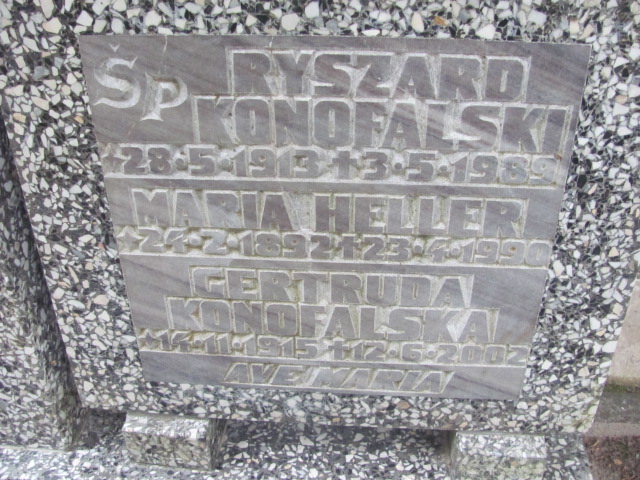 ŚP RYSZARD
KONOFALSKI
*28·5·1913 †3·5·1989
MARIA HELLER
*24·2·1892 †23·4·1990
GERTRUDA
KONOFALSKA
*14·11·1915 †12·6·2002
AVE MARIA